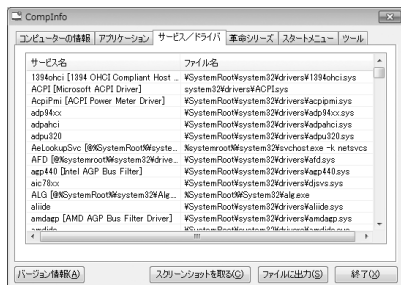 CompInfo
コンピューターの情報 アプリケーション サービス／ドライバ 革命シリーズ スタートメニュー ツール
サービス名 ファイル名
1394ohci [1394 OHCI Compliant Host ... ¥SystemRoot¥system32¥drivers¥1394ohci.sys
ACPI [Microsoft ACPI Driver] system32¥drivers¥ACPI.sys
AcpiPmi [ACPI Power Meter Driver] ¥SystemRoot¥system32¥drivers¥acpipmi.sys
adp94xx ¥SystemRoot¥system32¥drivers¥adp94xx.sys
adpahci ¥SystemRoot¥system32¥drivers¥adpahci.sys
adpu320 ¥SystemRoot¥system32¥drivers¥adpu320.sys
AeLookupSvc [@%SystemRoot%¥syste... %systemroot%¥system32¥svchost.exe -k netsvcs
AFD [@%systemroot%¥system32¥drive... ¥SystemRoot¥system32¥drivers¥afd.sys
agp440 [Intel AGP Bus Filter] ¥SystemRoot¥system32¥drivers¥agp440.sys
aic78xx ¥SystemRoot¥system32¥drivers¥djsvs.sys
ALG [@%SystemRoot%¥system32¥Alg... %SystemRoot%¥System32¥alg.exe
aliide ¥SystemRoot¥system32¥drivers¥aliide.sys
amdagp [AMD AGP Bus Filter Driver] ¥SystemRoot¥system32¥drivers¥amdagp.sys
amdide ¥SystemRoot¥system32¥drivers¥amdide.sys
バージョン情報(A) スクリーンショットを取る(C) ファイルに出力(S) 終了(X)